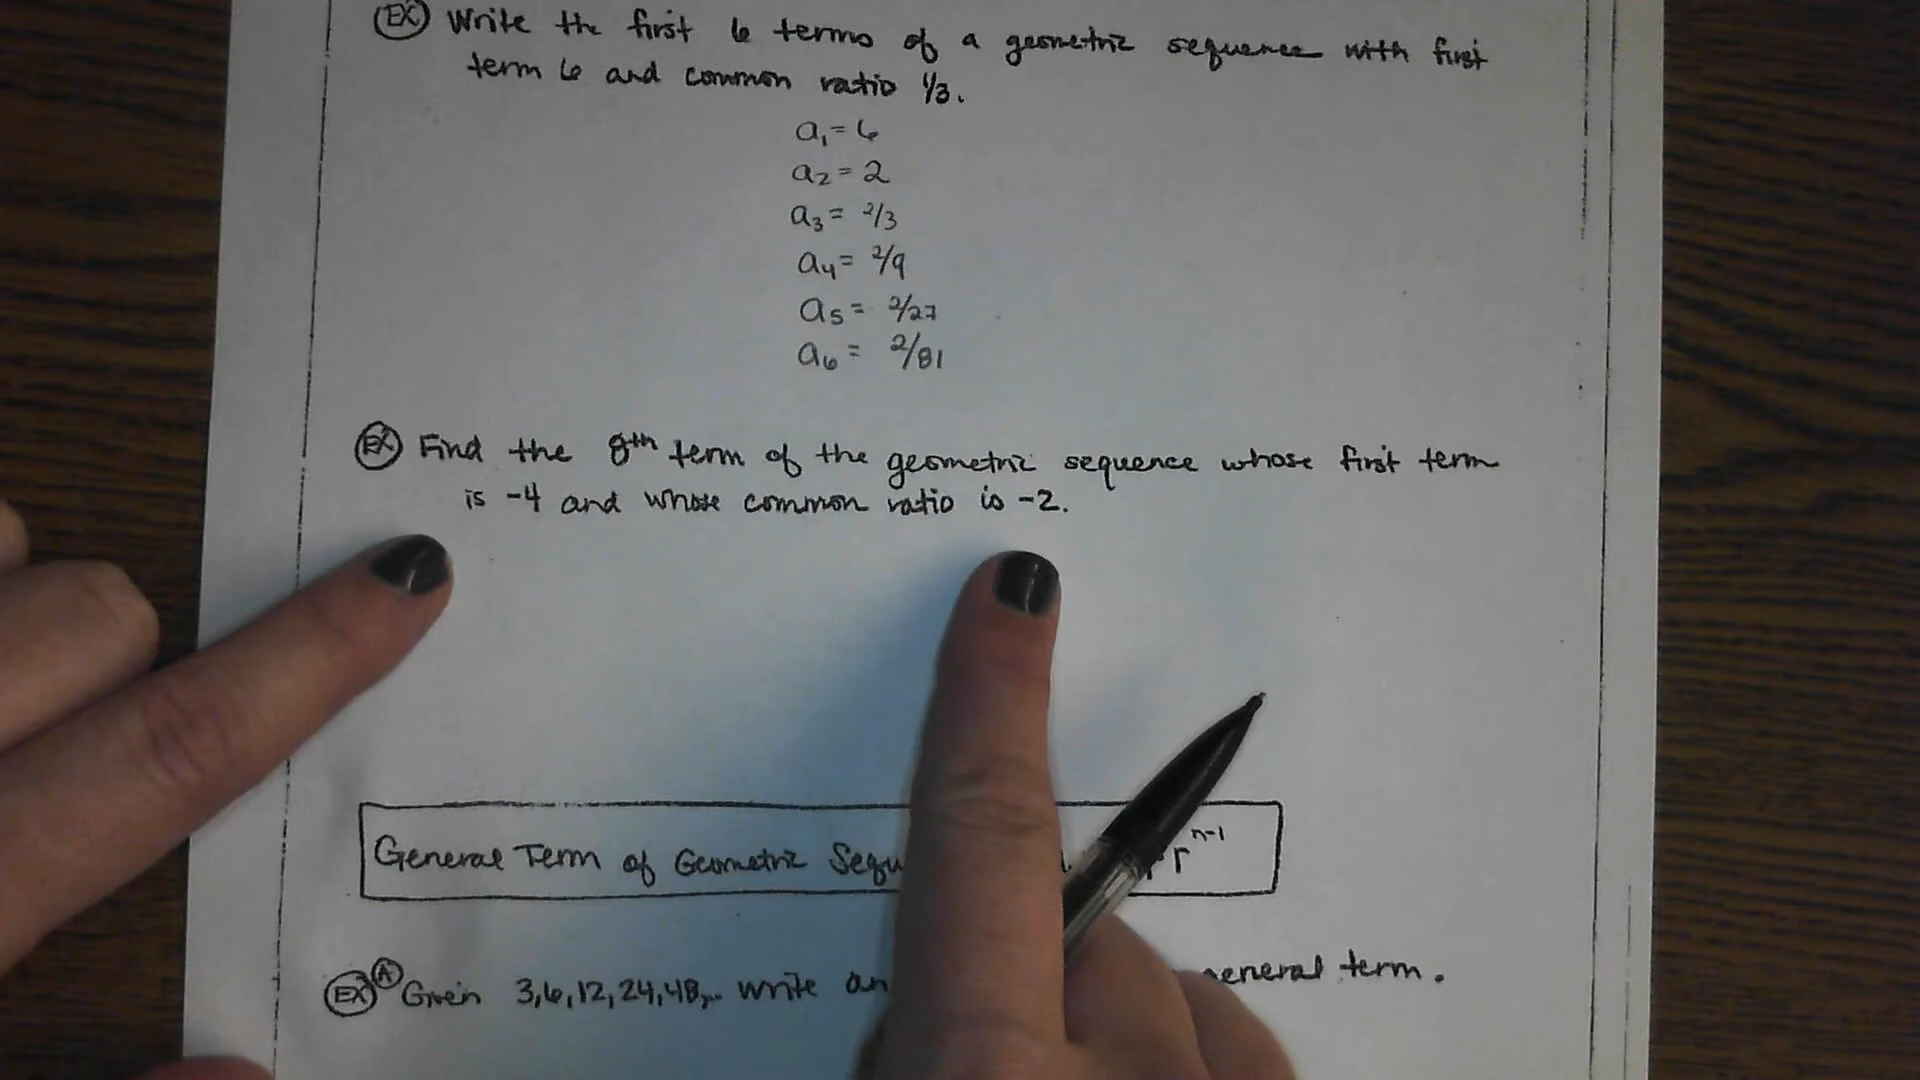 EX Write the first 6 terms of a geometric sequence with first
term 6 and common ratio 1/3.
a1 = 6
a2 = 2
a3 = 2/3
a4 = 2/9
a5 = 2/27
a6 = 2/81
EX Find the 8th term of the geometric sequence whose first term
is -4 and whose common ratio is -2.
General Term of Geometric r^n-1
EX A Given 3,6,12,24,48,... write an general term.